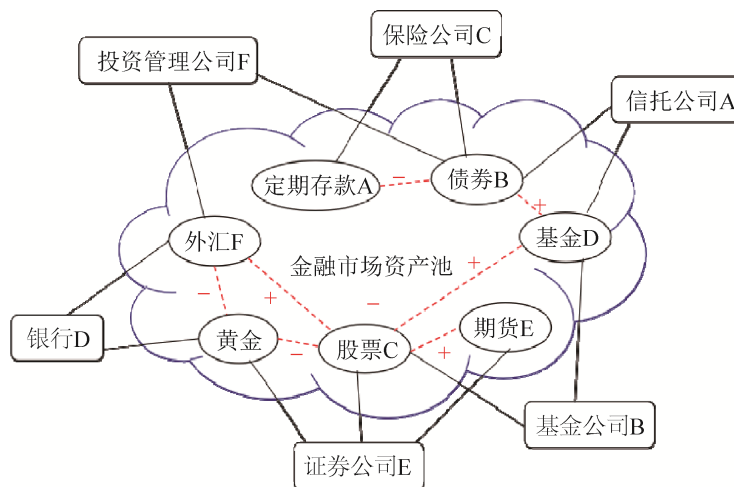 保险公司C
投资管理公司F
信托公司A
定期存款A
−
债券B
+
基金D
外汇F
金融市场资产池
+
−
+
−
期货E
银行D
黄金
−
股票C
+
基金公司B
证券公司E